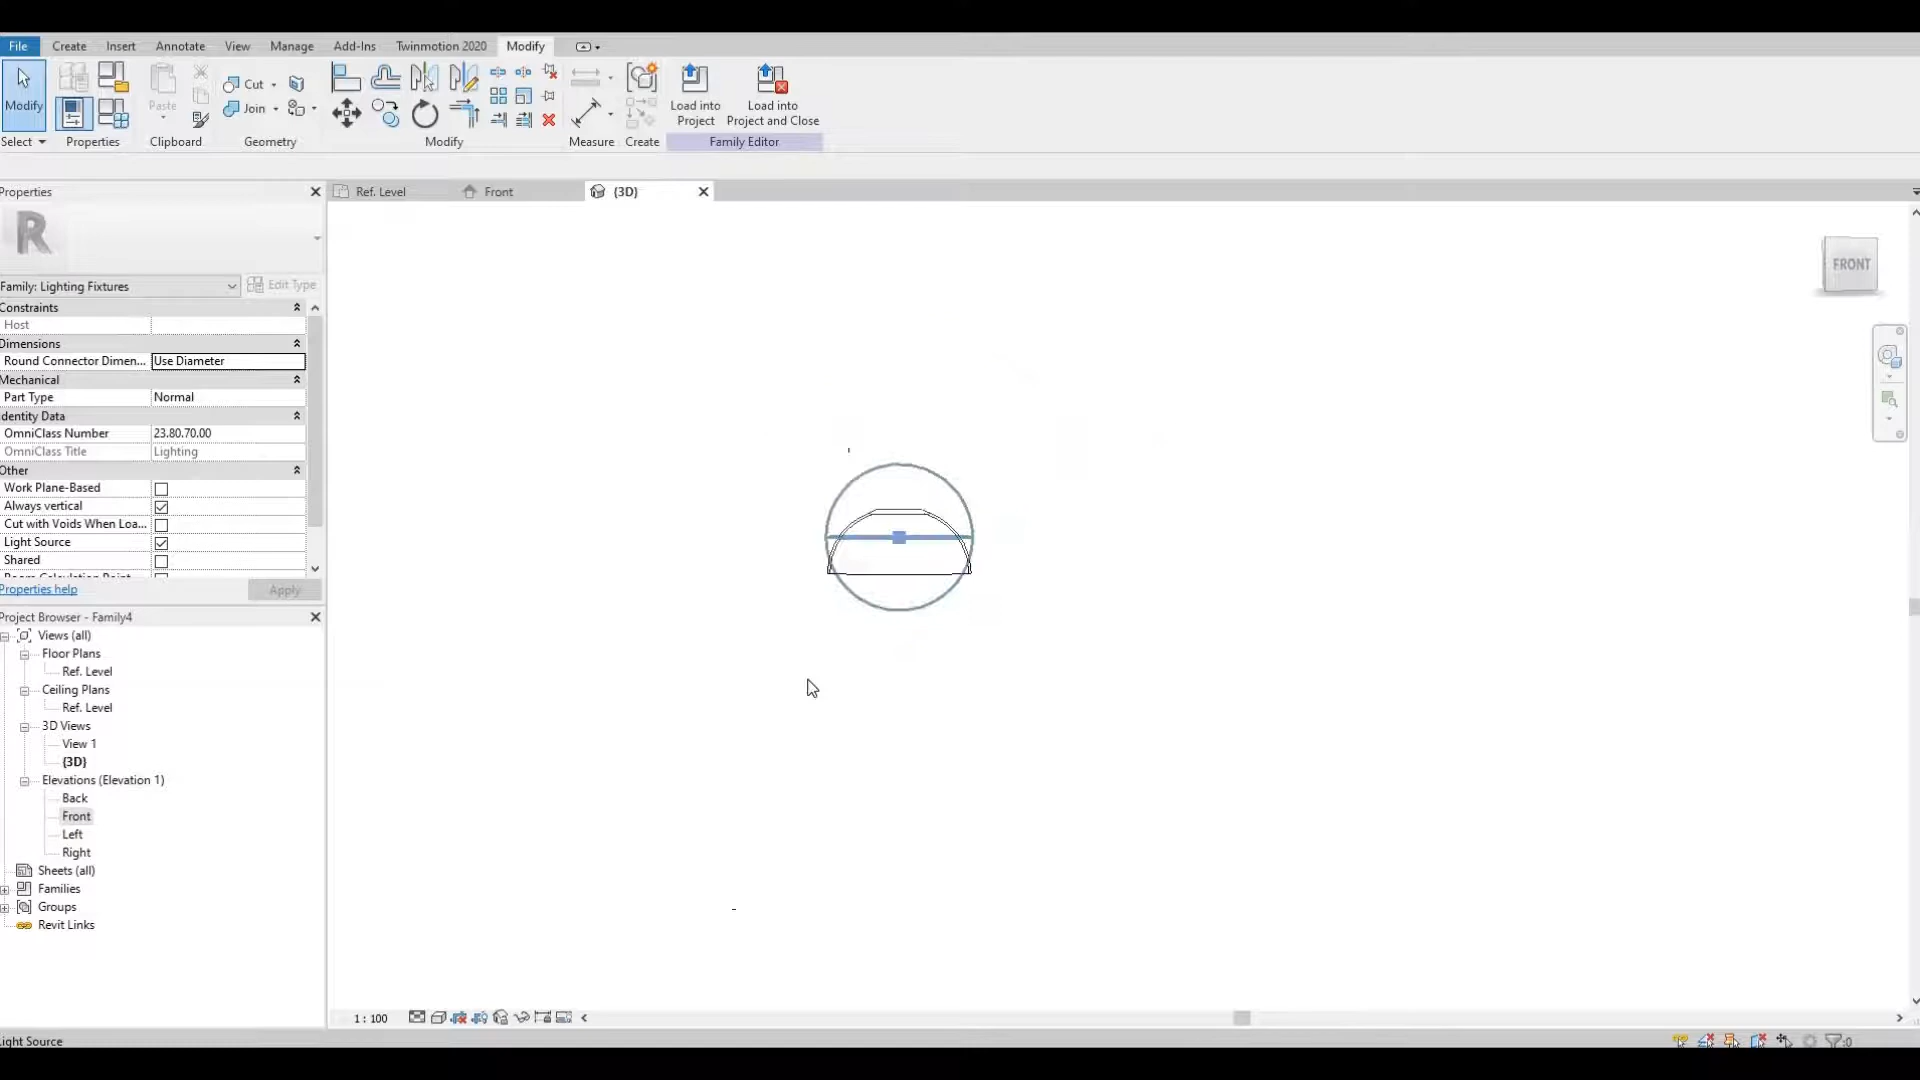 File Create Insert Annotate View Manage Add-Ins Twinmotion 2020 Modify
Modify
Paste
Cut
Join
Load into
Project
Load into
Project and Close
Select Properties Clipboard Geometry Modify Measure Create Family Editor
Properties
Ref. Level
Front
{3D}
R
FRONT
Family: Lighting Fixtures
Edit Type
Constraints
Host
Dimensions
Round Connector Dimen... Use Diameter
Mechanical
Part Type Normal
Identity Data
OmniClass Number 23.80.70.00
OmniClass Title Lighting
Other
Work Plane-Based
Always vertical
Cut with Voids When Loa...
Light Source
Shared
Room Calculation Point
Properties help
Apply
Project Browser - Family4
Views (all)
Floor Plans
Ref. Level
Ceiling Plans
Ref. Level
3D Views
View 1
{3D}
Elevations (Elevation 1)
Back
Front
Left
Right
Sheets (all)
Families
Groups
Revit Links
1 : 100
Light Source
:0